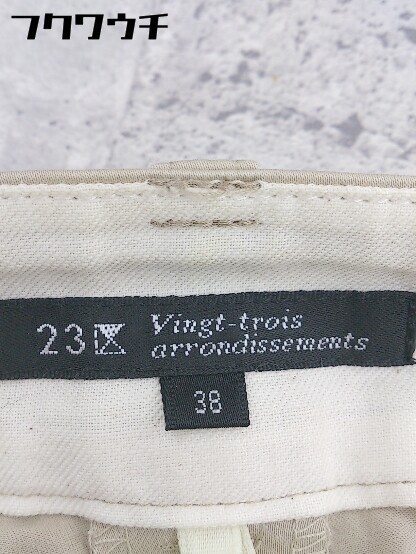 フクワウチ
23区
Vingt-trois
arrondissements
38